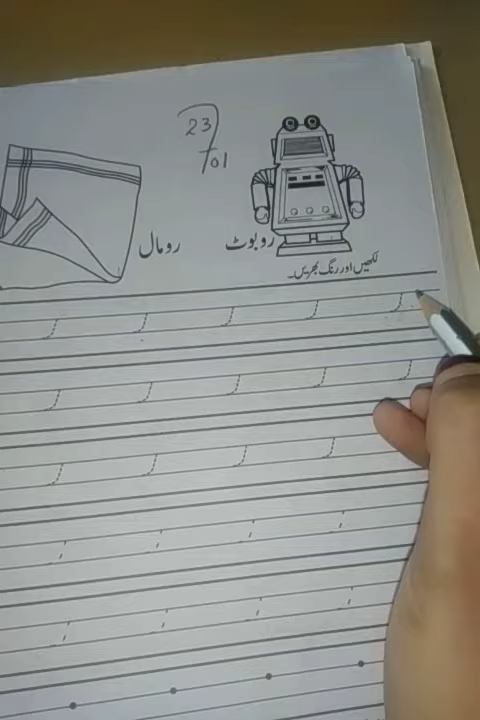 23/01
روبوٹ رومال
لکھیں اور رنگ بھریں۔
ر ر ر ر ر
ر ر ر ر ر
ر ر ر ر